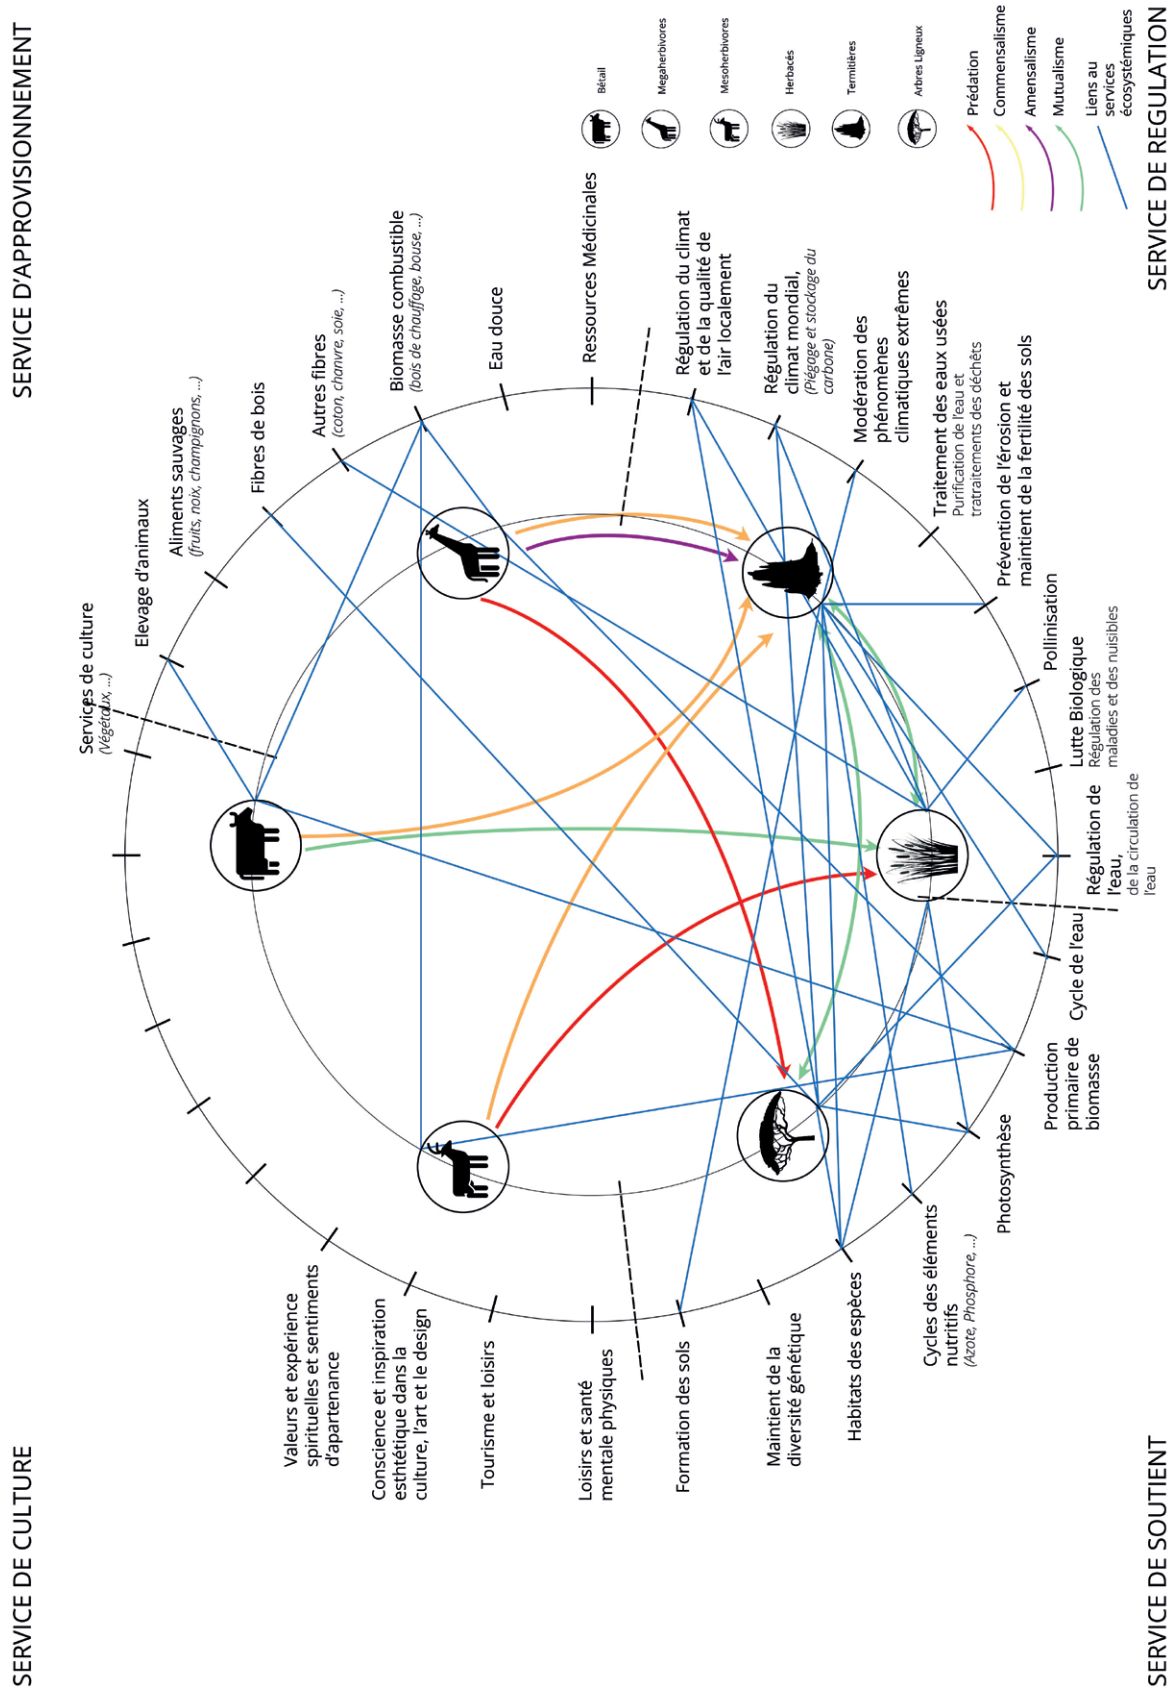 SERVICE DE CULTURE
SERVICE D'APPROVISIONNEMENT
Services de culture
(Végétaux, ...)
Elevage d'animaux
Aliments sauvages
(fruits, noix, champignons, ...)
Fibres de bois
Autres fibres
(coton, chanvre, soie, ...)
Biomasse combustible
(bois de chauffage, bouse, ...)
Eau douce
Ressources Médicinales
Régulation du climat
et de la qualité de
l'air localement
Régulation du
climat mondial,
(Piégage et stockage du
carbone)
Modération des
phénomènes
climatiques extrêmes
Traitement des eaux usées
Purification de l'eau et
tratraitements des déchêts
Prévention de l'érosion et
maintient de la fertilité des sols
Pollinisation
Lutte Biologique
Régulation des
maladies et des nuisibles
Régulation de
l'eau,
de la circulation de
l'eau
Cycle de l'eau
Production
primaire de
biomasse
Photosynthèse
Cycles des éléments
nutritifs
(Azote, Phosphore, ...)
Habitats des espèces
Maintient de la
diversité génétique
Formation des sols
Loisirs et santé
mentale physiques
Tourisme et loisirs
Conscience et inspiration
esthtétique dans la
culture, l'art et le design
Valeurs et expérience
spirituelles et sentiments
d'apartenance
Bétail
Megaherbivores
Mesoherbivores
Herbacés
Termitières
Arbres Ligneux
Prédation
Commensalisme
Amensalisme
Mutualisme
Liens au
services
écosystémiques
SERVICE DE SOUTIENT
SERVICE DE REGULATION